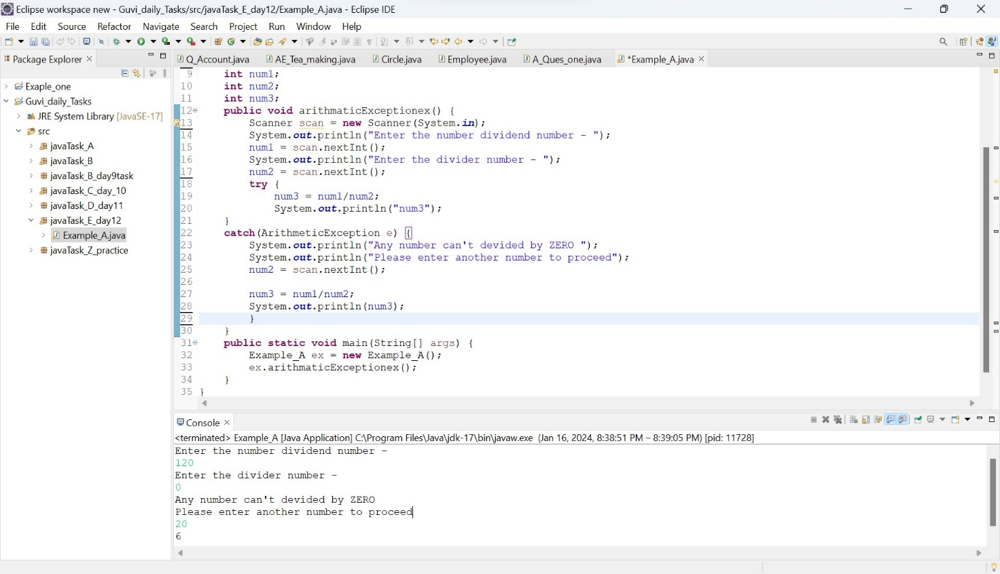 Eclipse workspace new - Guvi_daily_Tasks/src/javaTask_E_day12/Example_A.java - Eclipse IDE
File Edit Source Refactor Navigate Search Project Run Window Help
Package Explorer
Q_Account.java AE_Tea_making.java Circle.java Employee.java A_Ques_one.java *Example_A.java
Exaple_one
Guvi_daily_Tasks
JRE System Library [JavaSE-17]
src
javaTask_A
javaTask_B
javaTask_B_day9task
javaTask_C_day_10
javaTask_D_day11
javaTask_E_day12
Example_A.java
javaTask_Z_practice
9 int num1;
10 int num2;
11 int num3;
12 public void arithmaticExceptionex() {
13 Scanner scan = new Scanner(System.in);
14 System.out.println("Enter the number dividend number - ");
15 num1 = scan.nextInt();
16 System.out.println("Enter the divider number - ");
17 num2 = scan.nextInt();
18 try {
19 num3 = num1/num2;
20 System.out.println("num3");
21 }
22 catch(ArithmeticException e) {
23 System.out.println("Any number can't devided by ZERO ");
24 System.out.println("Please enter another number to proceed");
25 num2 = scan.nextInt();
26
27 num3 = num1/num2;
28 System.out.println(num3);
29 }
30 }
31 public static void main(String[] args) {
32 Example_A ex = new Example_A();
33 ex.arithmaticExceptionex();
34 }
35 }
Console
<terminated> Example_A [Java Application] C:\Program Files\Java\jdk-17\bin\javaw.exe (Jan 16, 2024, 8:38:51 PM – 8:39:05 PM) [pid: 11728]
Enter the number dividend number -
120
Enter the divider number -
0
Any number can't devided by ZERO
Please enter another number to proceed
20
6